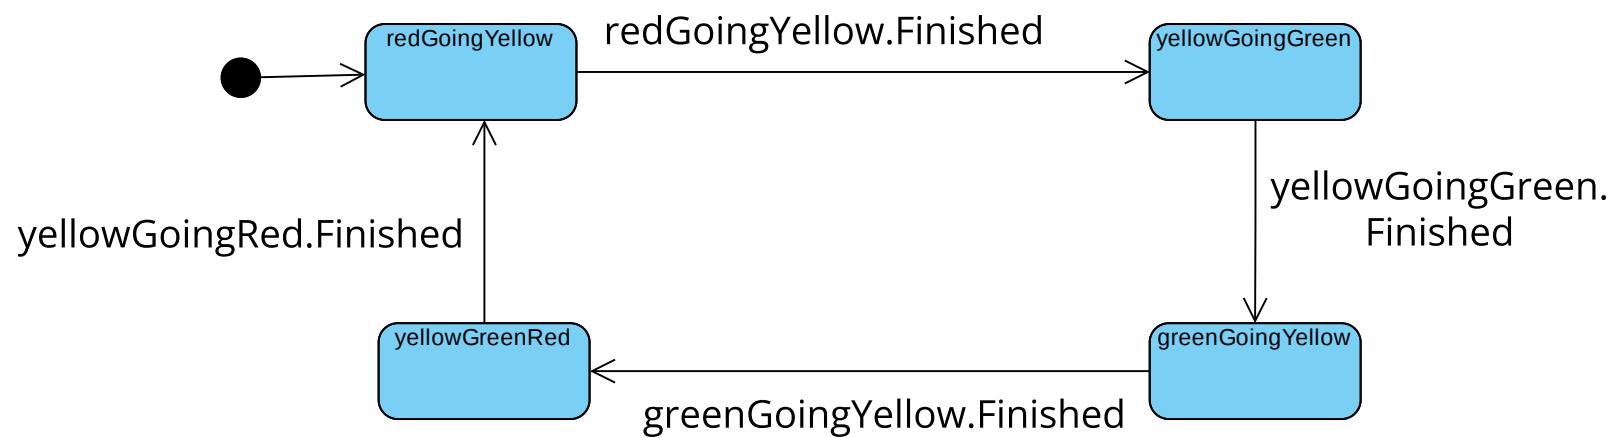 redGoingYellow
redGoingYellow.Finished
yellowGoingGreen
yellowGoingGreen.
Finished
yellowGoingRed.Finished
yellowGreenRed
greenGoingYellow
greenGoingYellow.Finished